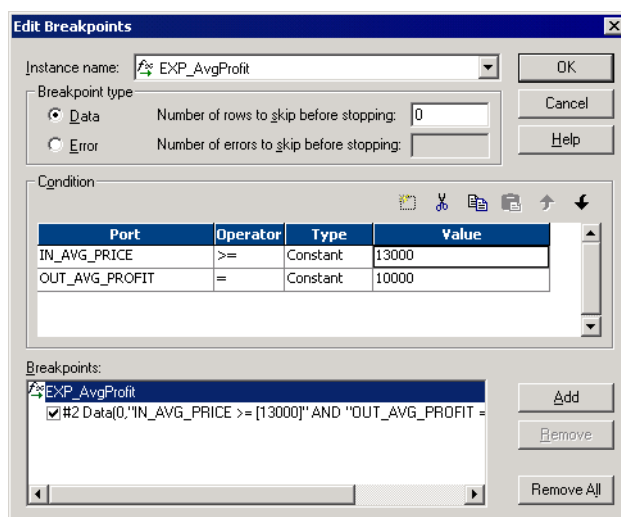 Edit Breakpoints
Instance name: EXP_AvgProfit
OK
Breakpoint type
Cancel
Data Number of rows to skip before stopping: 0
Help
Error Number of errors to skip before stopping:
Condition
Port Operator Type Value
IN_AVG_PRICE >= Constant 13000
OUT_AVG_PROFIT = Constant 10000
Breakpoints:
EXP_AvgProfit
Add
#2 Data(0,"IN_AVG_PRICE >= [13000]" AND "OUT_AVG_PROFIT =
Remove
Remove All